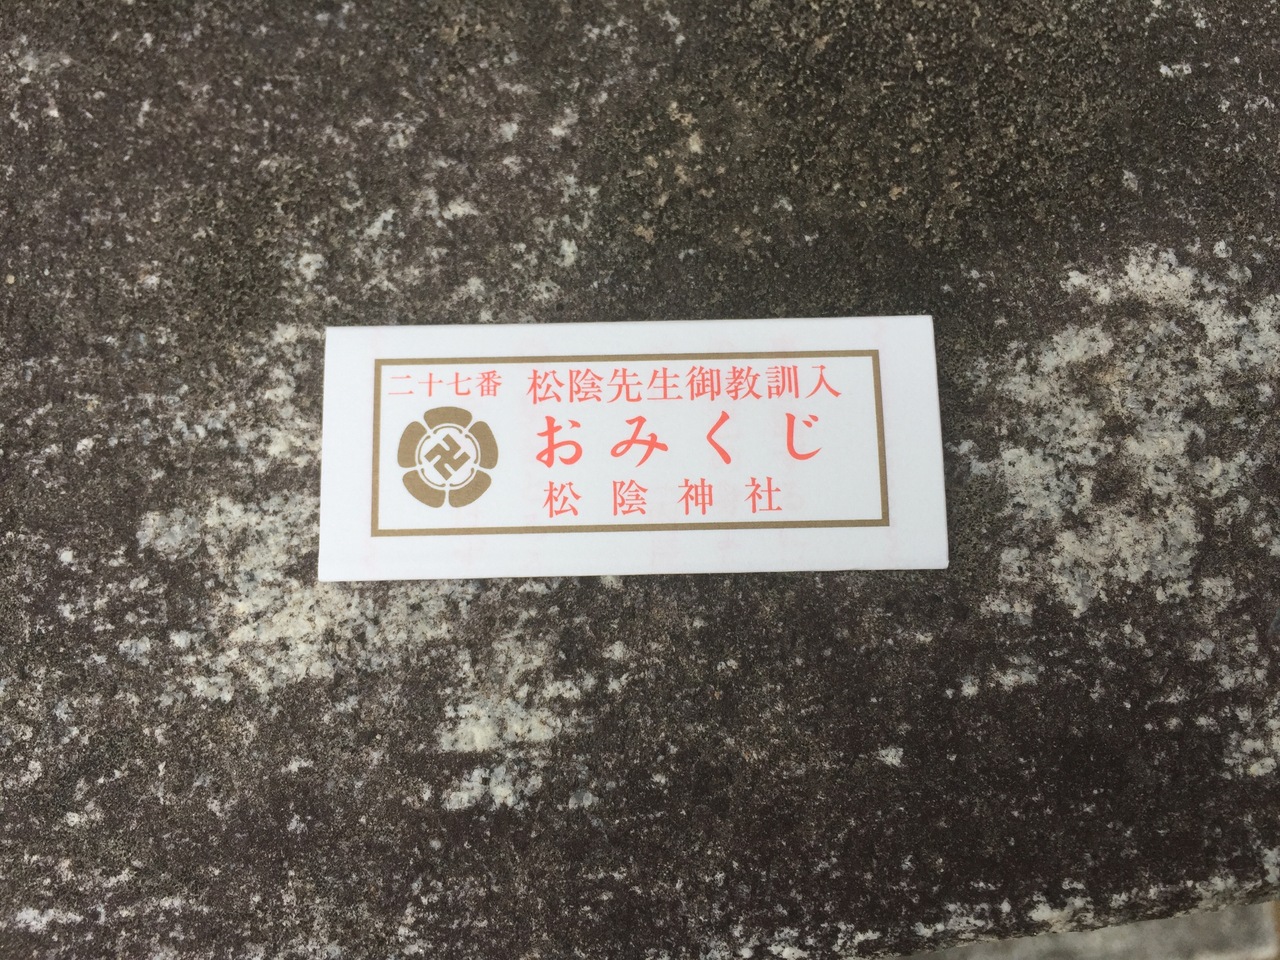 二十七番 松陰先生御教訓入
おみくじ
松陰神社